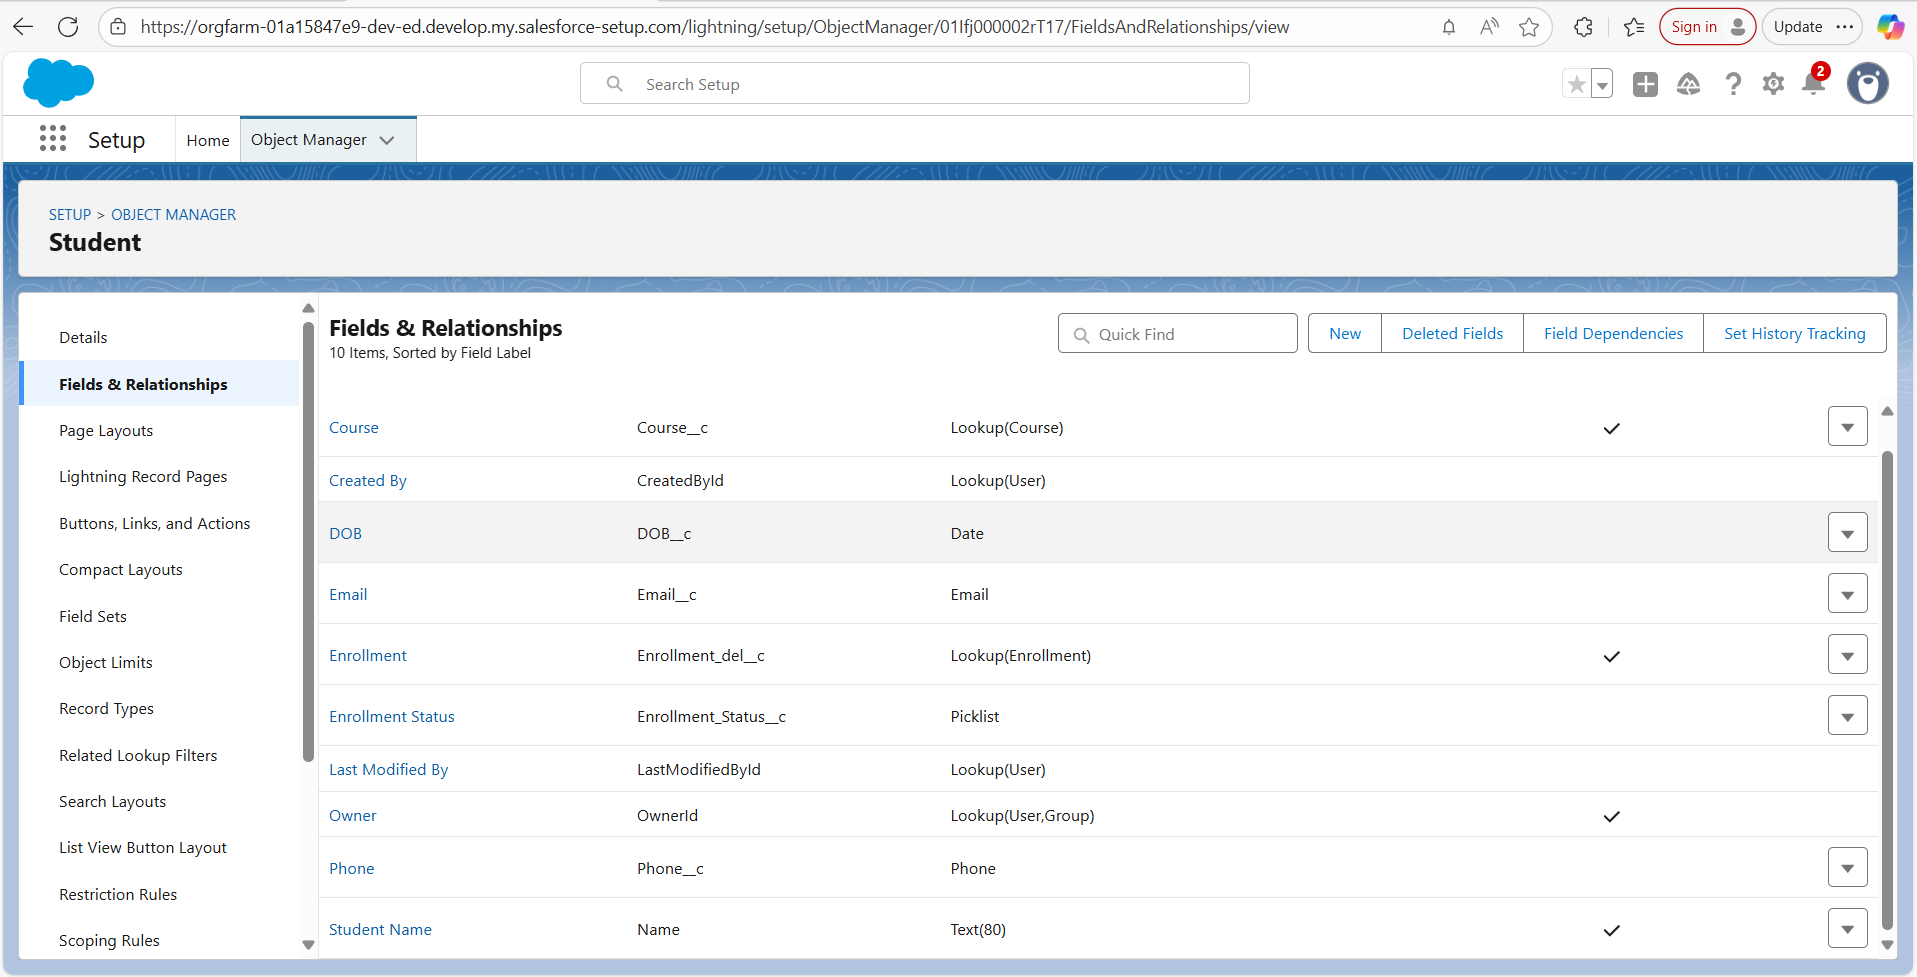 https://orgfarm-01a15847e9-dev-ed.develop.my.salesforce-setup.com/lightning/setup/ObjectManager/01Ifj000002rT17/FieldsAndRelationships/view
Sign in
Update
Search Setup
2
Setup
Home
Object Manager
SETUP > OBJECT MANAGER
Student
Details
Fields & Relationships
Page Layouts
Lightning Record Pages
Buttons, Links, and Actions
Compact Layouts
Field Sets
Object Limits
Record Types
Related Lookup Filters
Search Layouts
List View Button Layout
Restriction Rules
Scoping Rules
Fields & Relationships
10 Items, Sorted by Field Label
Quick Find
New
Deleted Fields
Field Dependencies
Set History Tracking
Course Course__c Lookup(Course)
Created By CreatedById Lookup(User)
DOB DOB__c Date
Email Email__c Email
Enrollment Enrollment_del__c Lookup(Enrollment)
Enrollment Status Enrollment_Status__c Picklist
Last Modified By LastModifiedById Lookup(User)
Owner OwnerId Lookup(User,Group)
Phone Phone__c Phone
Student Name Name Text(80)